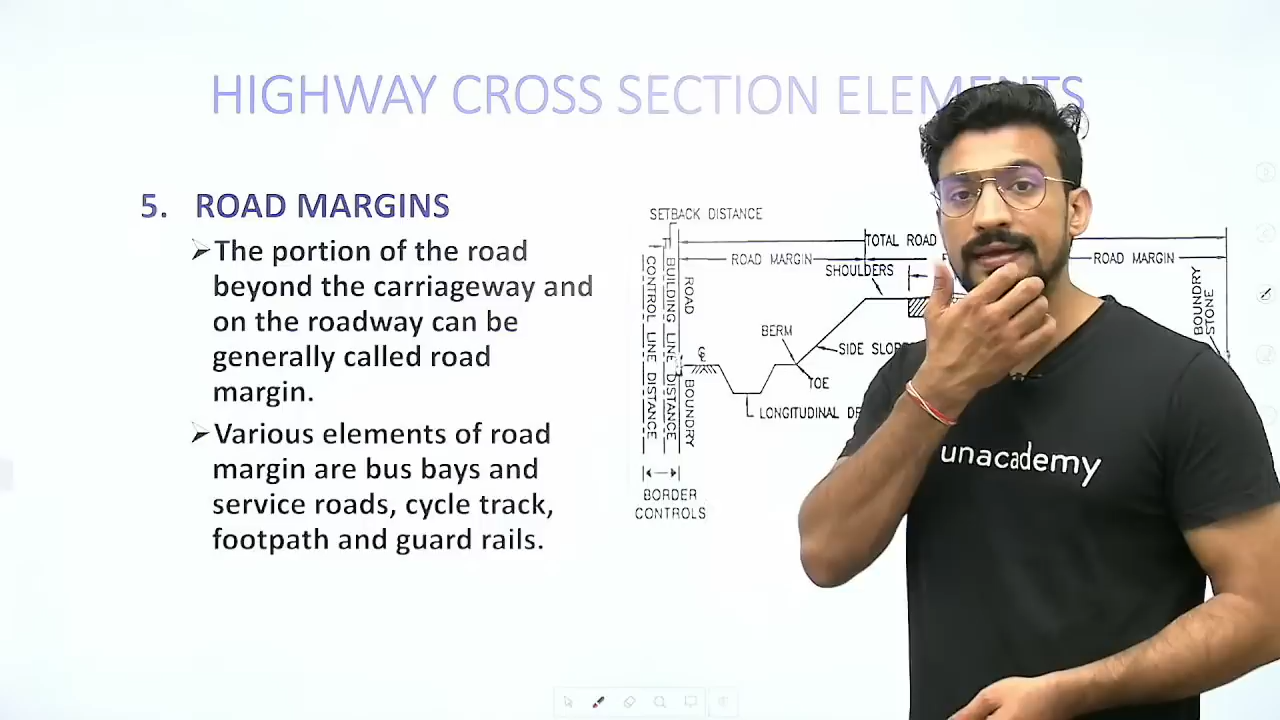 HIGHWAY CROSS SECTION ELEMENTS
5. ROAD MARGINS
➢The portion of the road
beyond the carriageway and
on the roadway can be
generally called road
margin.
➢Various elements of road
margin are bus bays and
service roads, cycle track,
footpath and guard rails.
SETBACK DISTANCE
TOTAL ROAD
ROAD MARGIN
ROAD MARGIN
SHOULDERS
CONTROL LINE DISTANCE
BUILDING LINE DISTANCE
ROAD
BOUNDRY
BERM
SIDE SLOP
TOE
LONGITUDINAL
BOUNDRY
STONE
BORDER
CONTROLS
unacademy